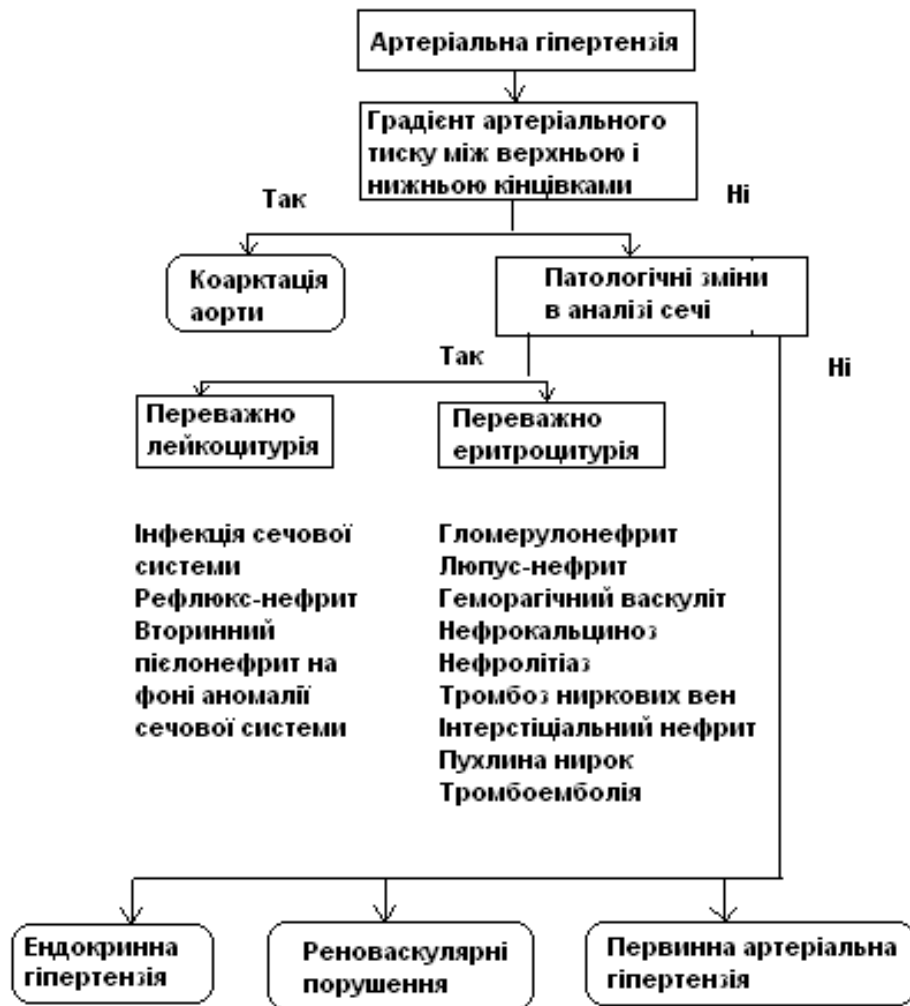 Артеріальна гіпертензія
Градієнт артеріального
тиску між верхньою і
нижньою кінцівками
Так
Ні
Коарктація
аорти
Патологічні зміни
в аналізі сечі
Так
Ні
Переважно
лейкоцитурія
Переважно
еритроцитурія
Інфекція сечової
системи
Рефлюкс-нефрит
Вторинний
пієлонефрит на
фоні аномалії
сечової системи
Гломерулонефрит
Люпус-нефрит
Геморагічний васкуліт
Нефрокальциноз
Нефролітіаз
Тромбоз ниркових вен
Інтерстіціальний нефрит
Пухлина нирок
Тромбоемболія
Ендокринна
гіпертензія
Реноваскулярні
порушення
Первинна артеріальна
гіпертензія